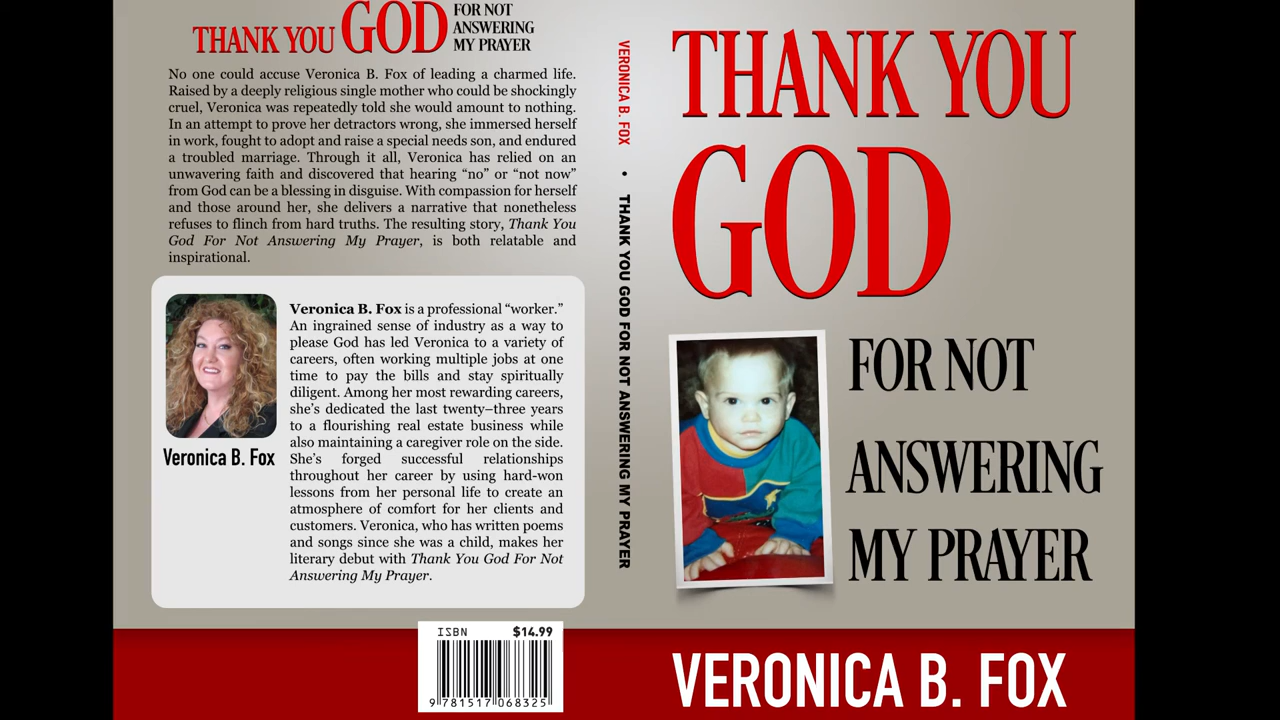 THANK YOU GOD FOR NOT
ANSWERING
MY PRAYER
No one could accuse Veronica B. Fox of leading a charmed life.
Raised by a deeply religious single mother who could be shockingly
cruel, Veronica was repeatedly told she would amount to nothing.
In an attempt to prove her detractors wrong, she immersed herself
in work, fought to adopt and raise a special needs son, and endured
a troubled marriage. Through it all, Veronica has relied on an
unwavering faith and discovered that hearing “no” or “not now”
from God can be a blessing in disguise. With compassion for herself
and those around her, she delivers a narrative that nonetheless
refuses to flinch from hard truths. The resulting story, Thank You
God For Not Answering My Prayer, is both relatable and
inspirational.
Veronica B. Fox
Veronica B. Fox is a professional “worker.”
An ingrained sense of industry as a way to
please God has led Veronica to a variety of
careers, often working multiple jobs at one
time to pay the bills and stay spiritually
diligent. Among her most rewarding careers,
she’s dedicated the last twenty–three years
to a flourishing real estate business while
also maintaining a caregiver role on the side.
She’s forged successful relationships
throughout her career by using hard-won
lessons from her personal life to create an
atmosphere of comfort for her clients and
customers. Veronica, who has written poems
and songs since she was a child, makes her
literary debut with Thank You God For Not
Answering My Prayer.
ISBN $14.99
9 781517 068325
VERONICA B. FOX • THANK YOU GOD FOR NOT ANSWERING MY PRAYER
THANK YOU
GOD
FOR NOT
ANSWERING
MY PRAYER
VERONICA B. FOX